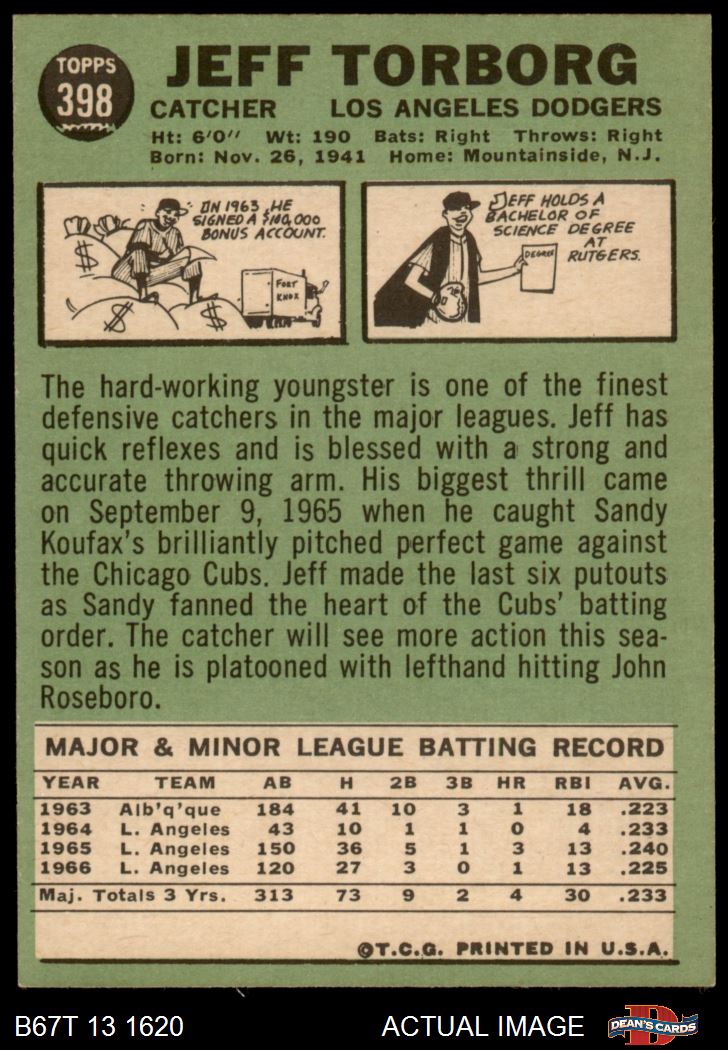 TOPPS
398
JEFF TORBORG
CATCHER LOS ANGELES DODGERS
Ht: 6'0" Wt: 190 Bats: Right Throws: Right
Born: Nov. 26, 1941 Home: Mountainside, N.J.
IN 1963, HE
SIGNED A $100,000
BONUS ACCOUNT.
$
$
$
FORT
KNOX
JEFF HOLDS A
BACHELOR OF
SCIENCE DEGREE
AT
RUTGERS.
DEGREE
The hard-working youngster is one of the finest
defensive catchers in the major leagues. Jeff has
quick reflexes and is blessed with a strong and
accurate throwing arm. His biggest thrill came
on September 9, 1965 when he caught Sandy
Koufax's brilliantly pitched perfect game against
the Chicago Cubs. Jeff made the last six putouts
as Sandy fanned the heart of the Cubs' batting
order. The catcher will see more action this sea-
son as he is platooned with lefthand hitting John
Roseboro.
MAJOR & MINOR LEAGUE BATTING RECORD
YEAR TEAM AB H 2B 3B HR RBI AVG.
1963 Alb'q'que 184 41 10 3 1 18 .223
1964 L. Angeles 43 10 1 1 0 4 .233
1965 L. Angeles 150 36 5 1 3 13 .240
1966 L. Angeles 120 27 3 0 1 13 .225
Maj. Totals 3 Yrs. 313 73 9 2 4 30 .233
©T.C.G. PRINTED IN U.S.A.
B67T 13 1620 ACTUAL IMAGE
D
DEAN'S CARDS